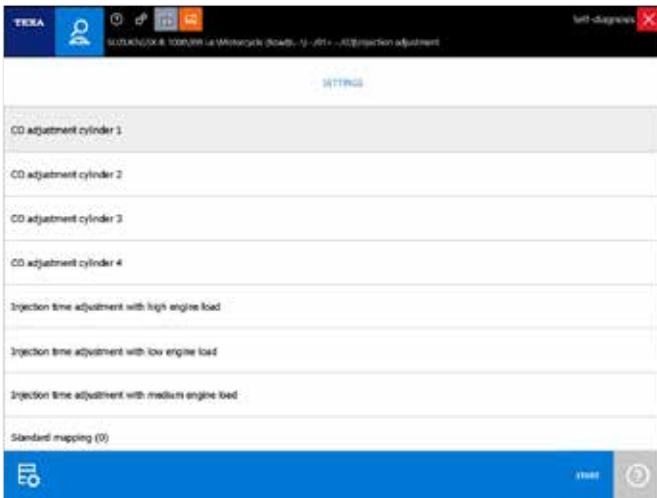 TEXA
Self-diagnosis
SETTINGS
CO adjustment cylinder 1
CO adjustment cylinder 2
CO adjustment cylinder 3
CO adjustment cylinder 4
Injection time adjustment with high engine load
Injection time adjustment with low engine load
Injection time adjustment with medium engine load
Standard mapping (0)
START